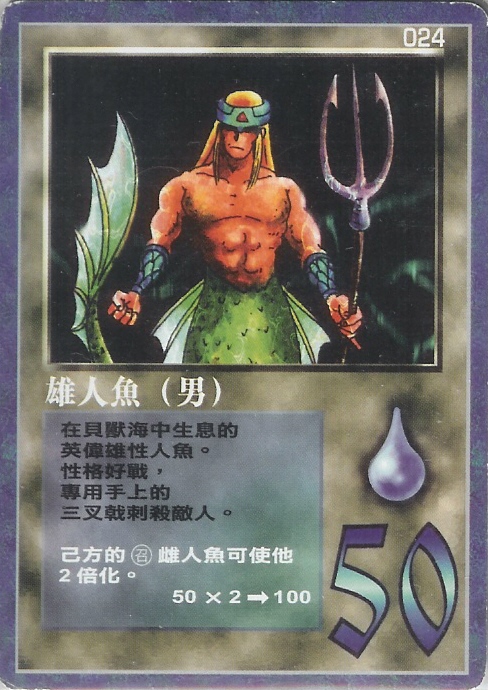 024
雄人魚（男）
在貝獸海中生息的
英偉雄性人魚。
性格好戰，
專用手上的
三叉戟刺殺敵人。
己方的㊁召雌人魚可使他
2倍化。
50 × 2 ➡ 100
50